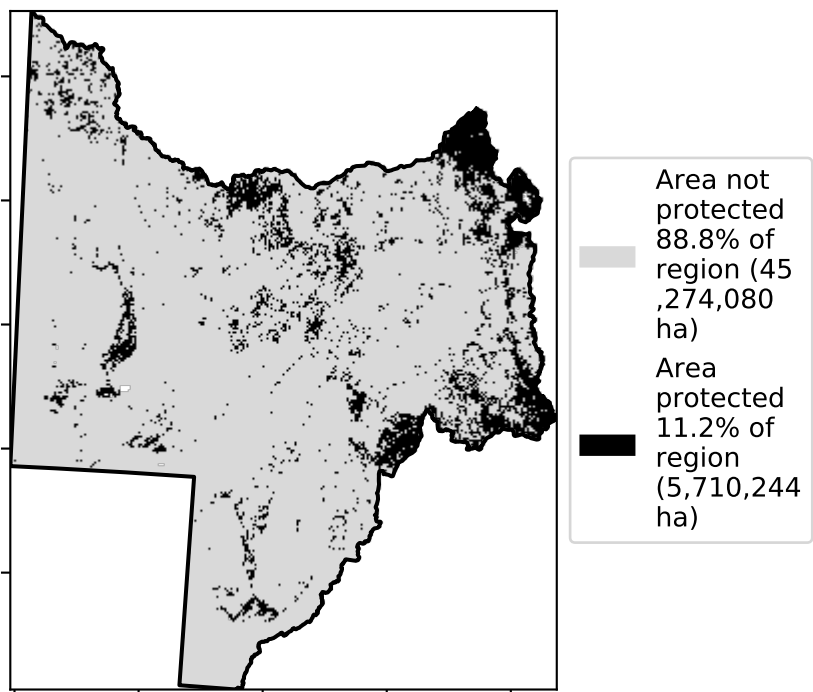 Area not
protected
88.8% of
region (45
,274,080
ha)
Area
protected
11.2% of
region
(5,710,244
ha)